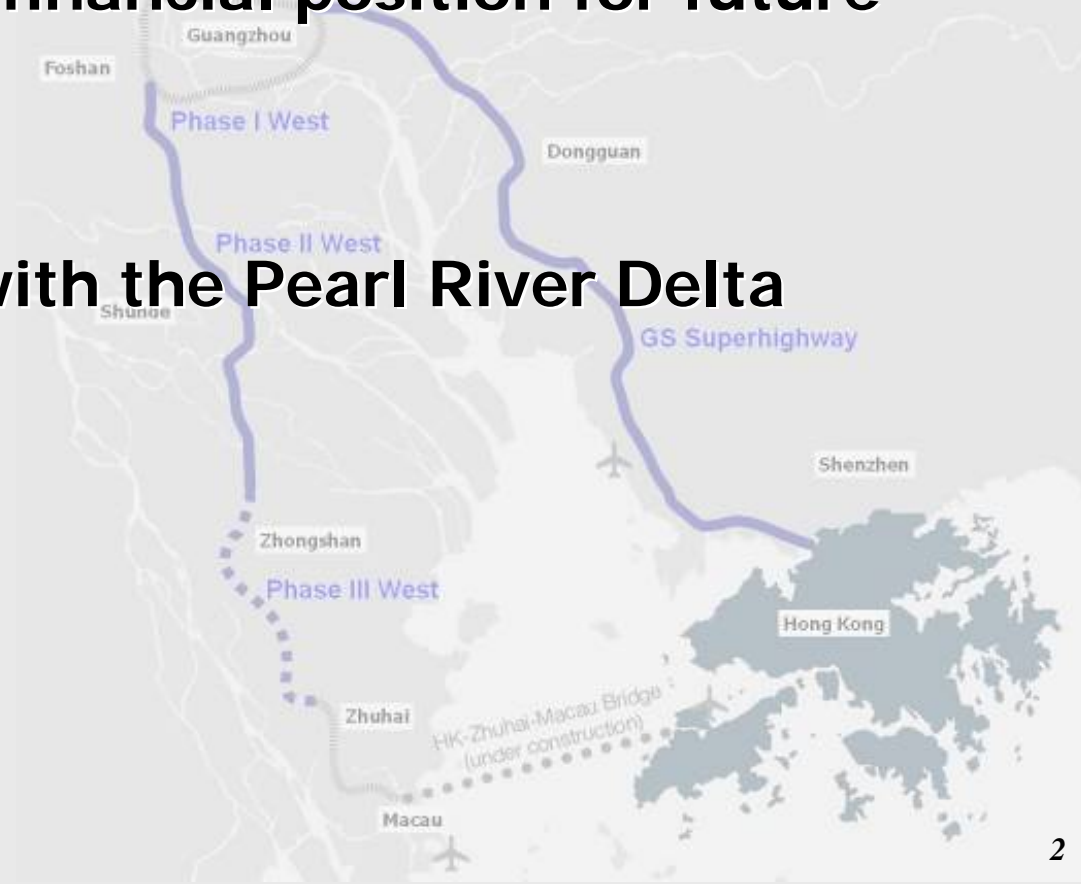 financial position for future
Guangzhou
Foshan
Phase I West
Dongguan
Phase II West
with the Pearl River Delta
Shunde
GS Superhighway
Shenzhen
Zhongshan
Phase III West
Hong Kong
HK-Zhuhai-Macau Bridge
(under construction)
Zhuhai
Macau
2